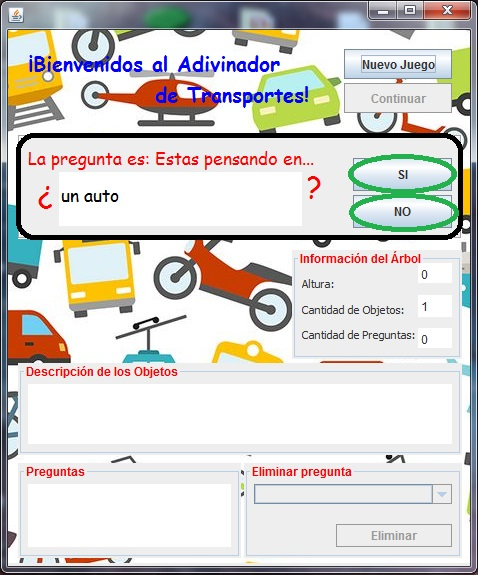 ¡Bienvenidos al Adivinador
de Transportes!
Nuevo Juego
Continuar
La pregunta es: Estas pensando en...
¿ un auto ?
SI
NO
Información del Árbol
Altura: 0
Cantidad de Objetos: 1
Cantidad de Preguntas: 0
Descripción de los Objetos
Preguntas
Eliminar pregunta
Eliminar